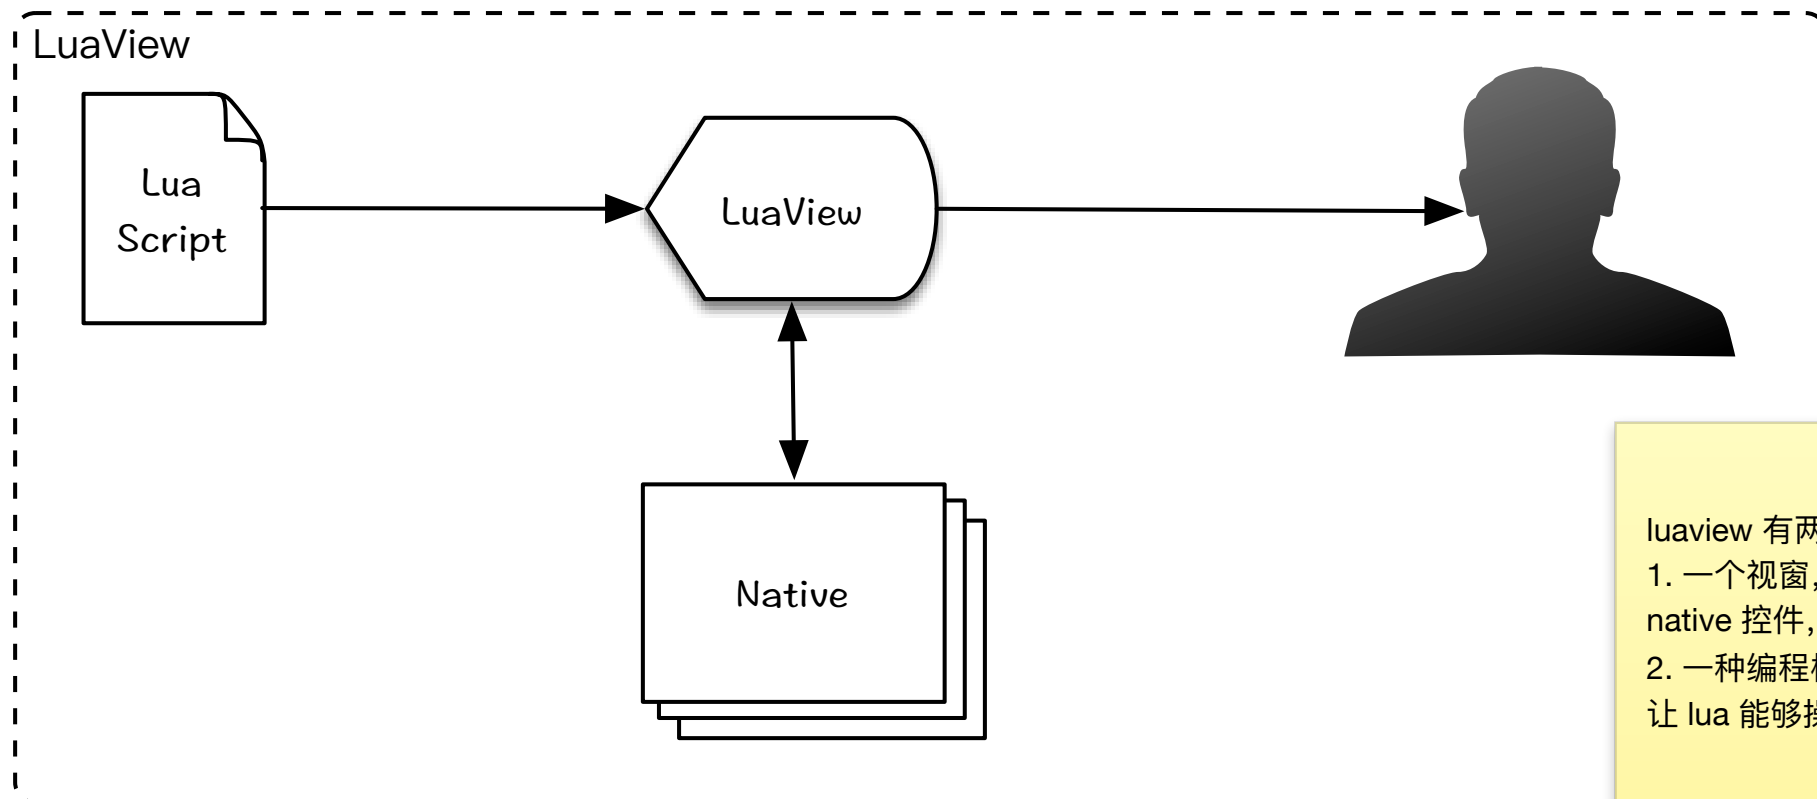 LuaView
Lua
Script
LuaView
Native
luaview 有两
1. 一个视窗，
native 控件，
2. 一种编程
让 lua 能够